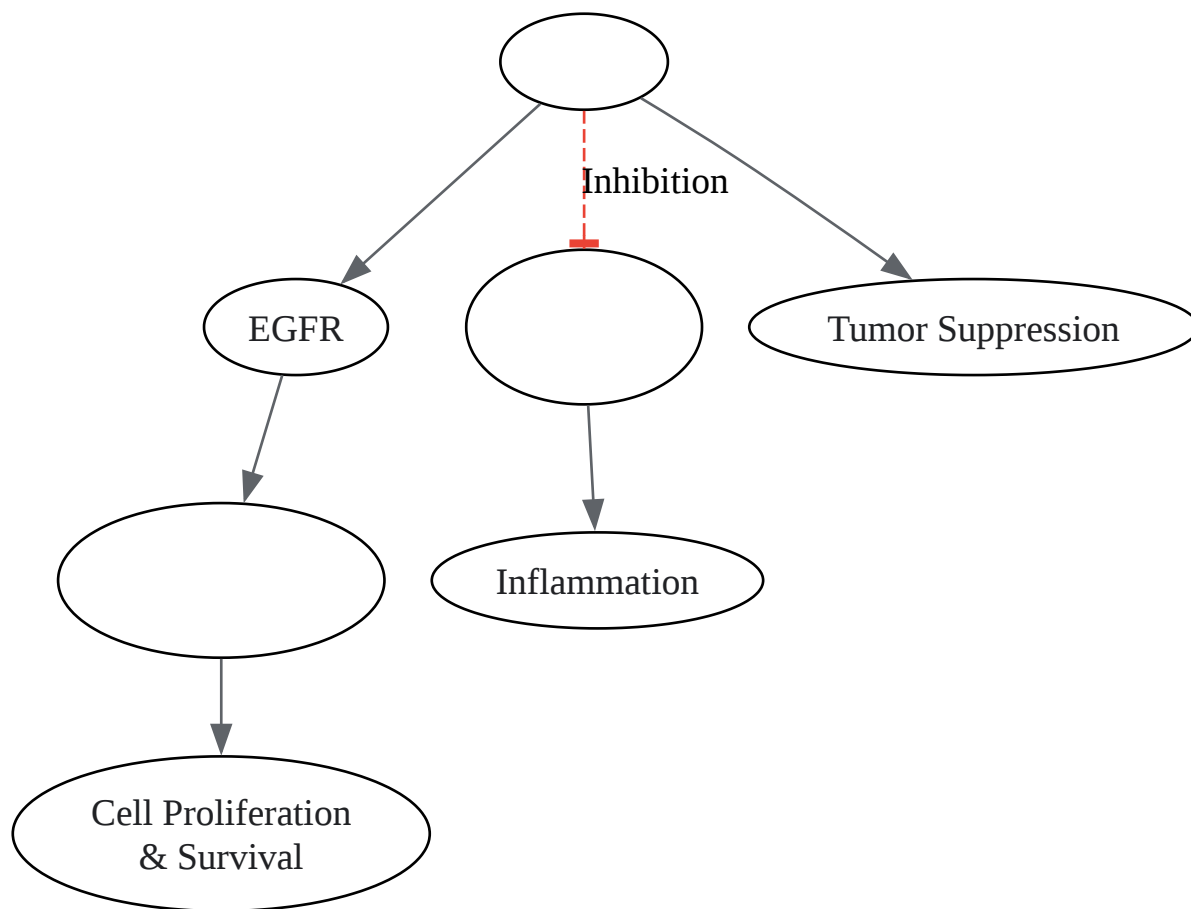 Inhibition
EGFR
Tumor Suppression
Inflammation
Cell Proliferation
& Survival